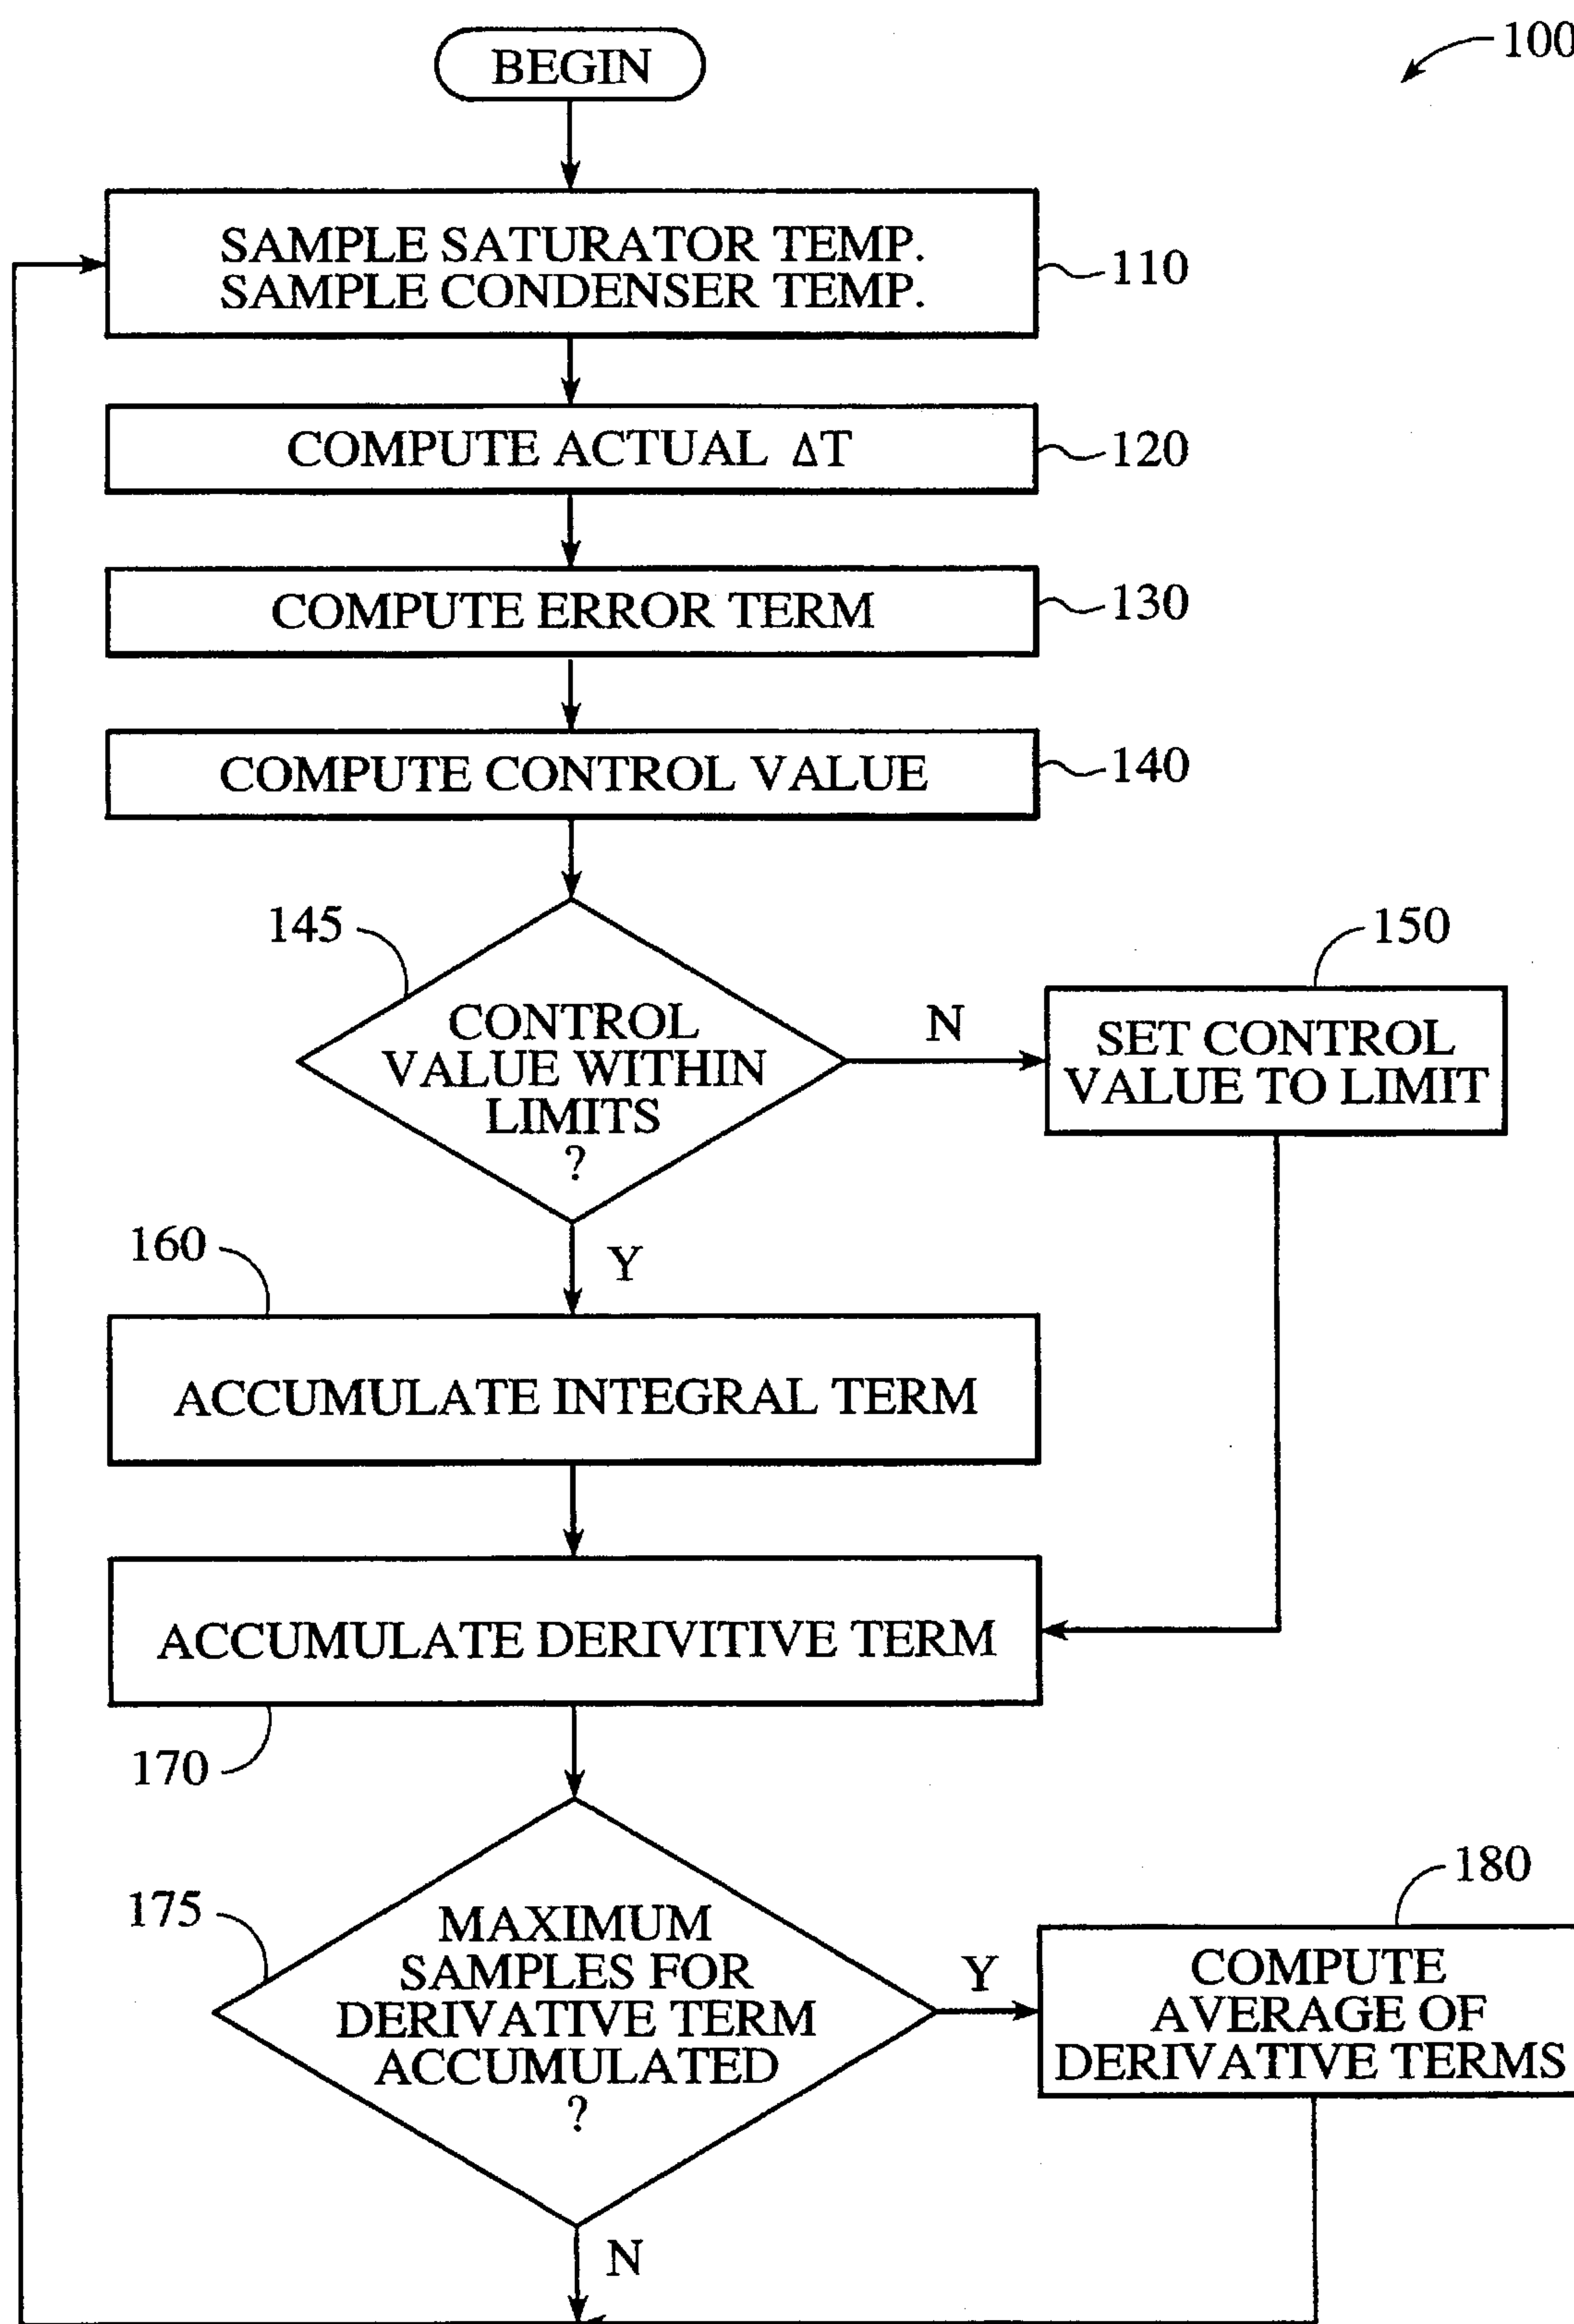 100
BEGIN
SAMPLE SATURATOR TEMP.
SAMPLE CONDENSER TEMP.
110
COMPUTE ACTUAL ΔT
120
COMPUTE ERROR TERM
130
COMPUTE CONTROL VALUE
140
145
CONTROL
VALUE WITHIN
LIMITS
?
N
150
SET CONTROL
VALUE TO LIMIT
Y
160
ACCUMULATE INTEGRAL TERM
ACCUMULATE DERIVITIVE TERM
170
175
MAXIMUM
SAMPLES FOR
DERIVATIVE TERM
ACCUMULATED
?
Y
180
COMPUTE
AVERAGE OF
DERIVATIVE TERMS
N